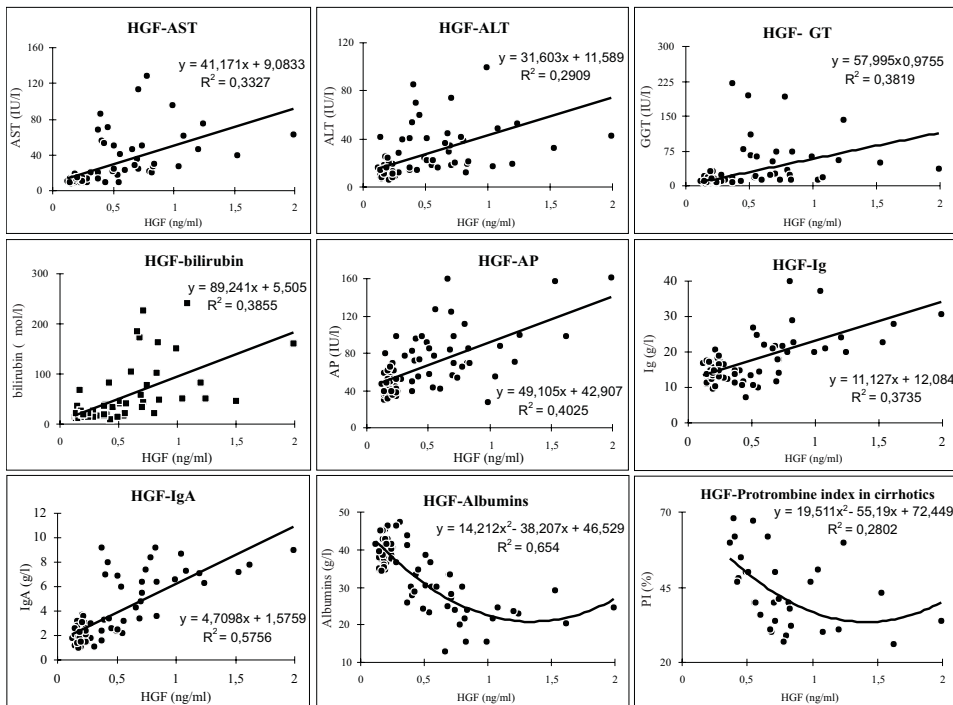 HGF-AST
y = 41,171x + 9,0833
R² = 0,3327
AST (IU/l)
160
120
80
40
0
0 0,5 1 1,5 2
HGF (ng/ml)
HGF-ALT
y = 31,603x + 11,589
R² = 0,2909
ALT (IU/l)
120
80
40
0
0 0,5 1 1,5 2
HGF (ng/ml)
HGF- GT
y = 57,995x0,9755
R² = 0,3819
GGT (IU/l)
250
200
150
100
50
0
0 0,5 1 1,5 2
HGF (ng/ml)
HGF-bilirubin
y = 89,241x + 5,505
R² = 0,3855
bilirubin ( mol/l)
300
200
100
0
0 0,5 1 1,5 2
HGF (ng/ml)
HGF-AP
y = 49,105x + 42,907
R² = 0,4025
AP (IU/l)
160
120
80
40
0
0 0,5 1 1,5 2
HGF (ng/ml)
HGF-Ig
y = 11,127x + 12,084
R² = 0,3735
Ig (g/l)
40
30
20
10
0
0 0,5 1 1,5 2
HGF (ng/ml)
HGF-IgA
y = 4,7098x + 1,5759
R² = 0,5756
IgA (g/l)
12
10
8
6
4
2
0
0 0,5 1 1,5 2
HGF (ng/ml)
HGF-Albumins
y = 14,212x² - 38,207x + 46,529
R² = 0,654
Albumins (g/l)
50
40
30
20
10
0 0,5 1 1,5 2
HGF (ng/ml)
HGF-Protrombine index in cirrhotics
y = 19,511x² - 55,19x + 72,449
R² = 0,2802
PI (%)
70
20
0 0,5 1 1,5 2
HGF (ng/ml)